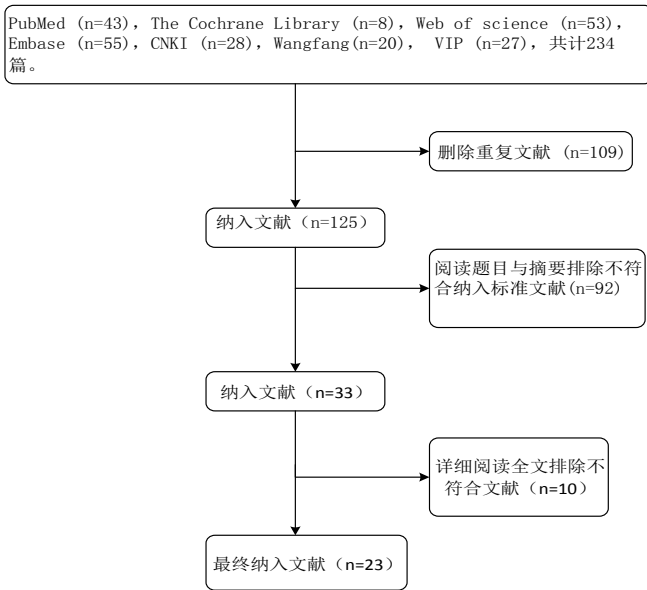 PubMed (n=43)，The Cochrane Library (n=8)，Web of science (n=53)，
Embase (n=55)，CNKI (n=28)，Wangfang(n=20)， VIP (n=27)，共计234
篇。
删除重复文献 (n=109)
纳入文献（n=125）
阅读题目与摘要排除不符
合纳入标准文献(n=92)
纳入文献（n=33）
详细阅读全文排除不
符合文献（n=10）
最终纳入文献（n=23）